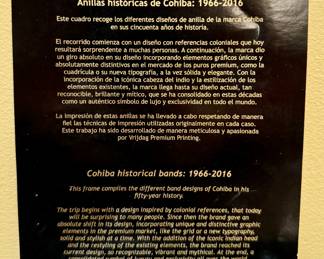 Anillas históricas de Cohiba: 1966-2016
Este cuadro recoge los diferentes diseños de anilla de la marca Cohiba
en sus cincuenta años de historia.
El recorrido comienza con un diseño con referencias coloniales que hoy
resultará sorprendente a muchas personas. A continuación, la marca dio
un giro absoluto en su diseño incorporando elementos gráficos únicos y
absolutamente distintivos en el mercado de los puros premium, como la
cuadrícula o su nueva tipografía, a la vez sólida y elegante. Con la
incorporación de la icónica cabeza del indio y la estilización de los
elementos existentes, la marca llega hasta su diseño actual, tan
reconocible, brillante y mítico, que se ha consolidado en estas décadas
como un auténtico símbolo de lujo y exclusividad en todo el mundo.
La impresión de estas anillas se ha llevado a cabo respetando de manera
fiel las técnicas de impresión utilizadas originalmente en cada caso.
Este trabajo ha sido desarrollado de manera meticulosa y apasionada
por Vrijdag Premium Printing.
Cohiba historical bands: 1966-2016
This frame compiles the different band designs of Cohiba in his
fifty-year history.
The trip begins with a design inspired by colonial references, that today
will be surprising to many people. Since then the brand gave an
absolute shift in its design, incorporating unique and distinctive graphic
elements in the premium market, like the grid or a new typography,
solid and stylish at a time. With the addition of the iconic Indian head
and the restyling of the existing elements, the brand reached its
current design, so recognizable, vibrant and mythical. At the end, a
consolidated symbol of luxury and exclusivity all over the world